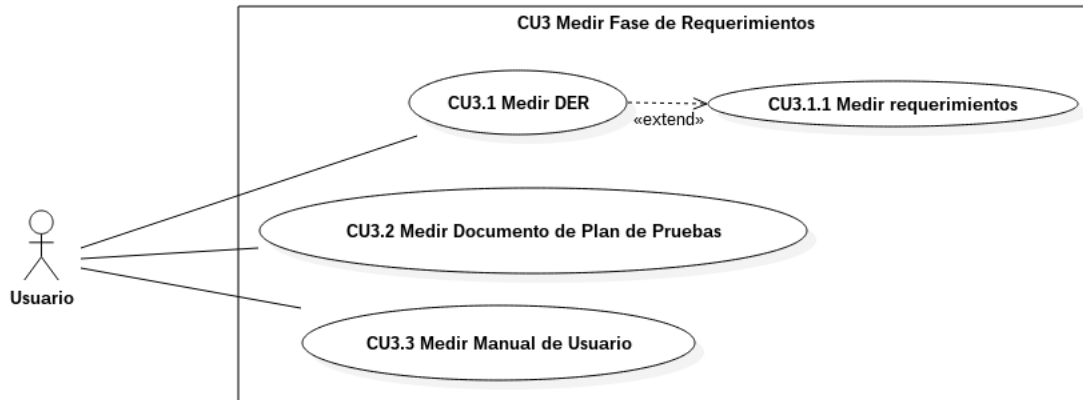 CU3 Medir Fase de Requerimientos
CU3.1 Medir DER
CU3.1.1 Medir requerimientos
«extend»
CU3.2 Medir Documento de Plan de Pruebas
Usuario
CU3.3 Medir Manual de Usuario